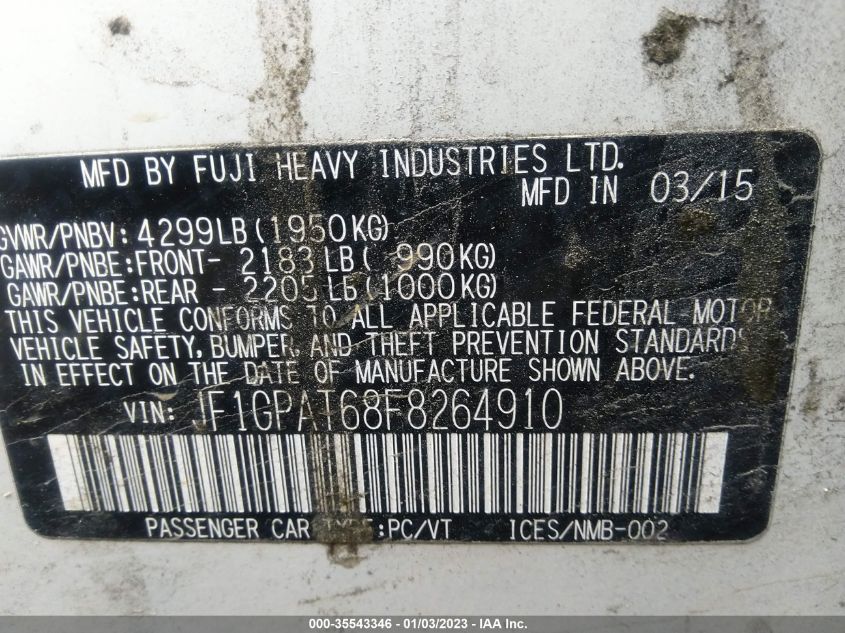 MFD BY FUJI HEAVY INDUSTRIES LTD.
MFD IN 03/15
GVWR/PNBV: 4299LB(1950KG)
GAWR/PNBE:FRONT- 2183LB( 990KG)
GAWR/PNBE:REAR - 2205LB(1000KG)
THIS VEHICLE CONFORMS TO ALL APPLICABLE FEDERAL MOTOR
VEHICLE SAFETY, BUMPER, AND THEFT PREVENTION STANDARDS
IN EFFECT ON THE DATE OF MANUFACTURE SHOWN ABOVE.
VIN: JF1GPAT68F8264910
PASSENGER CAR TYPE:PC/VT ICES/NMB-002
000-35543346 - 01/03/2023 - IAA Inc.